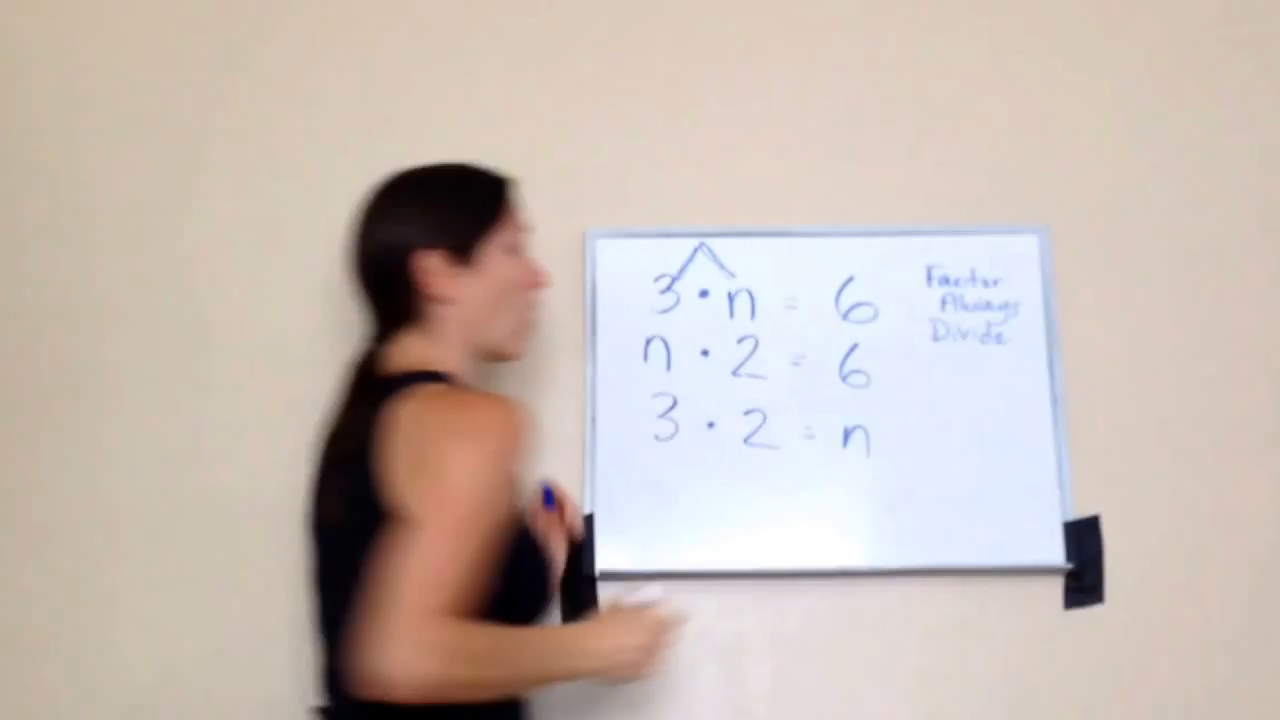 3 · n = 6
n · 2 = 6
3 · 2 = n
Factor
Always
Divide